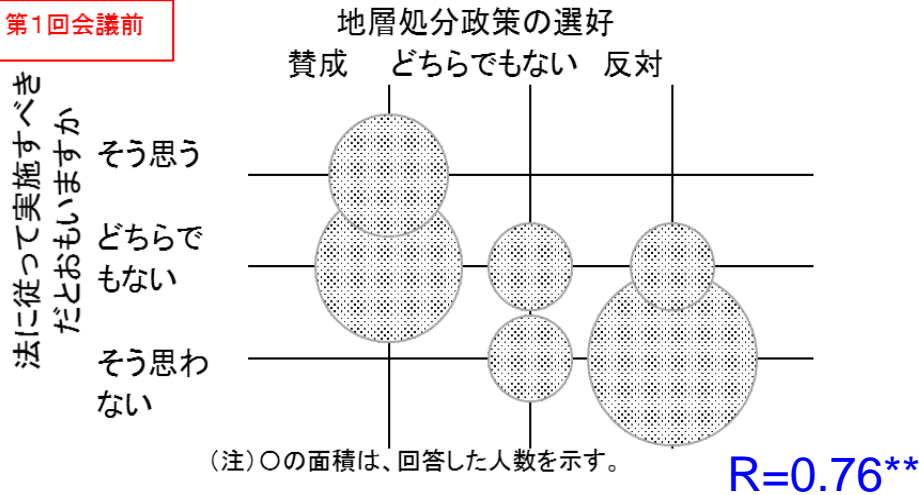 第1回会議前
地層処分政策の選好
賛成 どちらでもない 反対
法に従って実施すべき
だとおもいますか
そう思う
どちらで
もない
そう思わ
ない
（注）○の面積は、回答した人数を示す。
R=0.76**